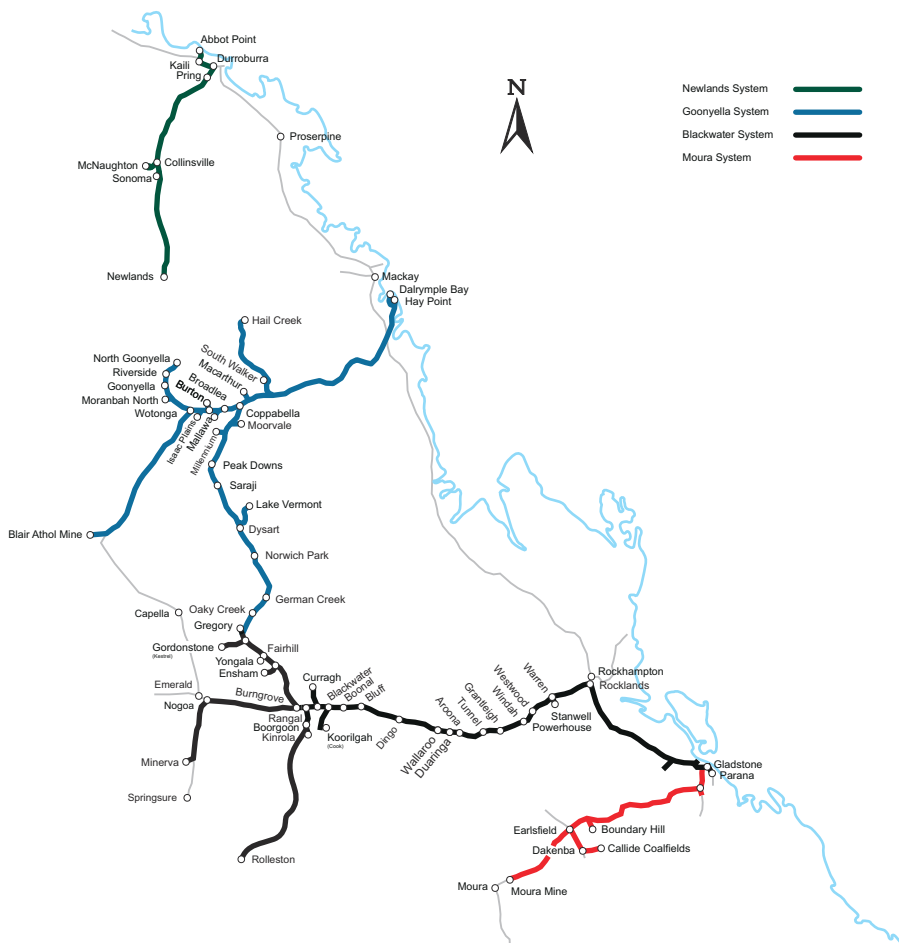 Abbot Point
Durroburra
Kaili
Pring
N
Newlands System
Goonyella System
Blackwater System
Moura System
Proserpine
McNaughton
Collinsville
Sonoma
Newlands
Mackay
Dalrymple Bay
Hay Point
Hail Creek
South Walker
Macarthur
Broadlea
Burton
North Goonyella
Riverside
Goonyella
Moranbah North
Wotonga
Coppabella
Moorvale
Isaac Plains
Mallawa
Millennium
Peak Downs
Saraji
Lake Vermont
Dysart
Blair Athol Mine
Norwich Park
German Creek
Oaky Creek
Capella
Gregory
Gordonstone
(Kestrel)
Fairhill
Yongala
Ensham
Emerald
Nogoa
Burngrove
Curragh
Blackwater
Boonal
Bluff
Rangal
Boorgoon
Kinrola
Koorilgah
(Cook)
Dingo
Wallaroo
Duaringa
Aroona
Tunnel
Grantleigh
Windah
Westwood
Warren
Stanwell
Powerhouse
Rockhampton
Rocklands
Minerva
Springsure
Rolleston
Gladstone
Parana
Earlsfield
Boundary Hill
Dakenba
Callide Coalfields
Moura
Moura Mine